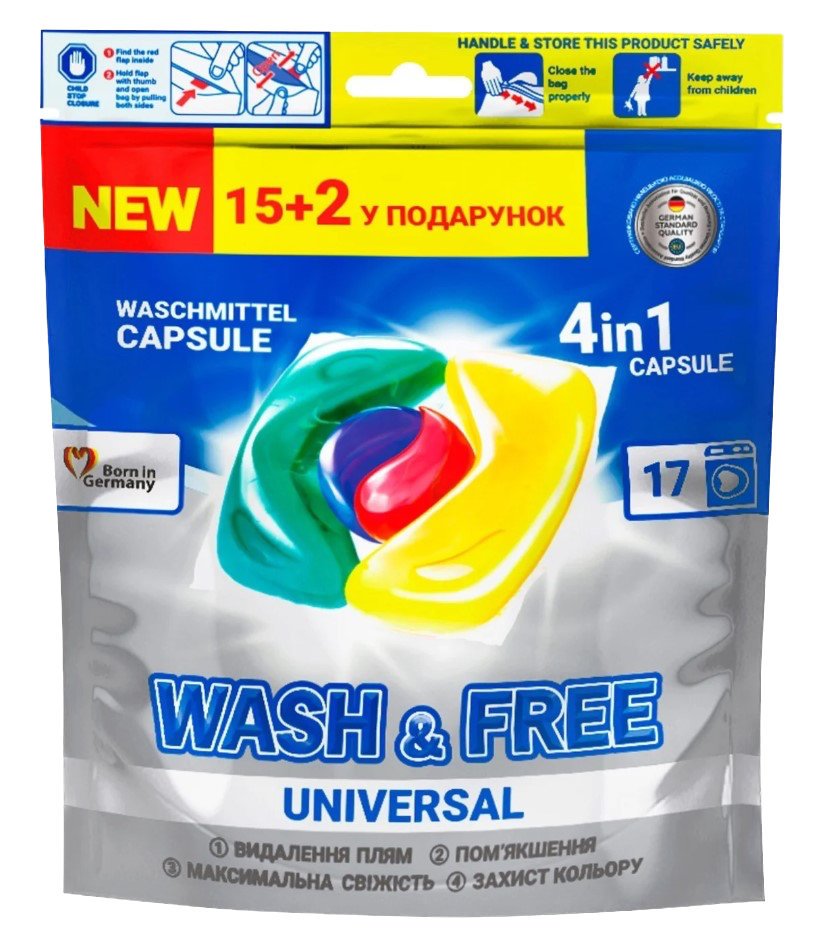 HANDLE & STORE THIS PRODUCT SAFELY
CHILD
STOP
CLOSURE
1 Find the red
flap inside
2 Hold flap
with thumb
and open
bag by pulling
both sides
Close the
bag
properly
Keep away
from children
NEW
15+2 У ПОДАРУНОК
GERMAN
STANDARD
QUALITY
WASCHMITTEL
CAPSULE
4in1
CAPSULE
Born in
Germany
17
WASH & FREE
UNIVERSAL
① ВИДАЛЕННЯ ПЛЯМ ② ПОМ'ЯКШЕННЯ
③ МАКСИМАЛЬНА СВІЖІСТЬ ④ ЗАХИСТ КОЛЬОРУ